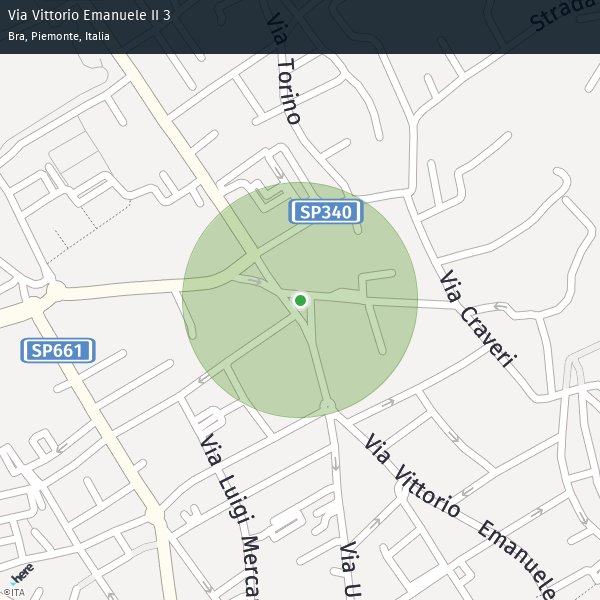 Via Vittorio Emanuele II 3
Bra, Piemonte, Italia
Strada
Via Torino
SP340
Via Craveri
SP661
Via Vittorio Emanuele
Via Luigi Merca
Via U
here
©ITA